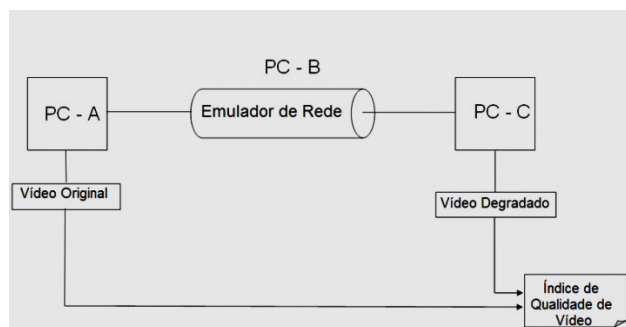 PC - B
PC - A
Emulador de Rede
PC - C
Vídeo Original
Vídeo Degradado
Índice de
Qualidade de
Vídeo